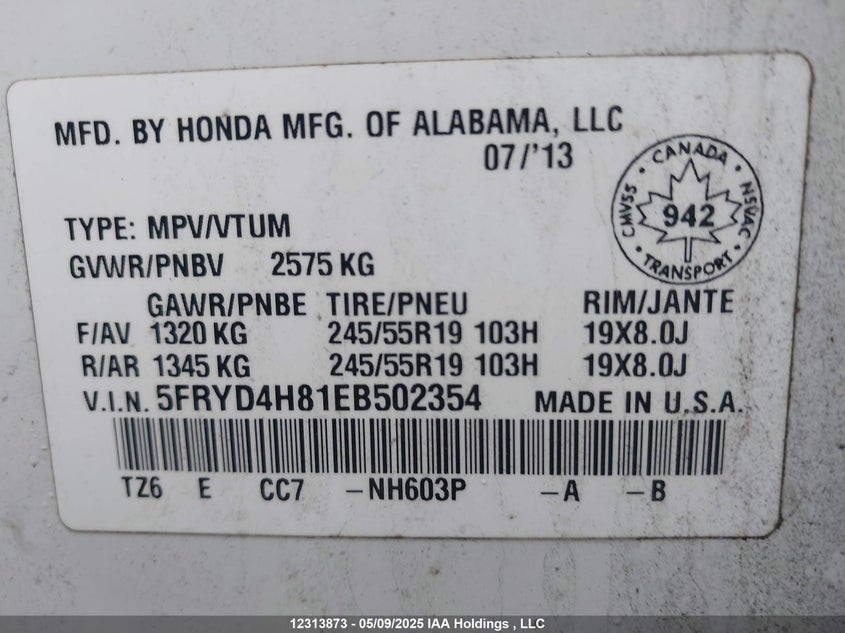 MFD. BY HONDA MFG. OF ALABAMA, LLC
07/'13
CANADA
CMVSS 942 NSVAC
TRANSPORT
TYPE: MPV/VTUM
GVWR/PNBV 2575 KG
GAWR/PNBE TIRE/PNEU RIM/JANTE
F/AV 1320 KG 245/55R19 103H 19X8.0J
R/AR 1345 KG 245/55R19 103H 19X8.0J
V.I.N. 5FRYD4H81EB502354 MADE IN U.S.A.
TZ6 E CC7 -NH603P -A -B
12313873 - 05/09/2025 IAA Holdings , LLC